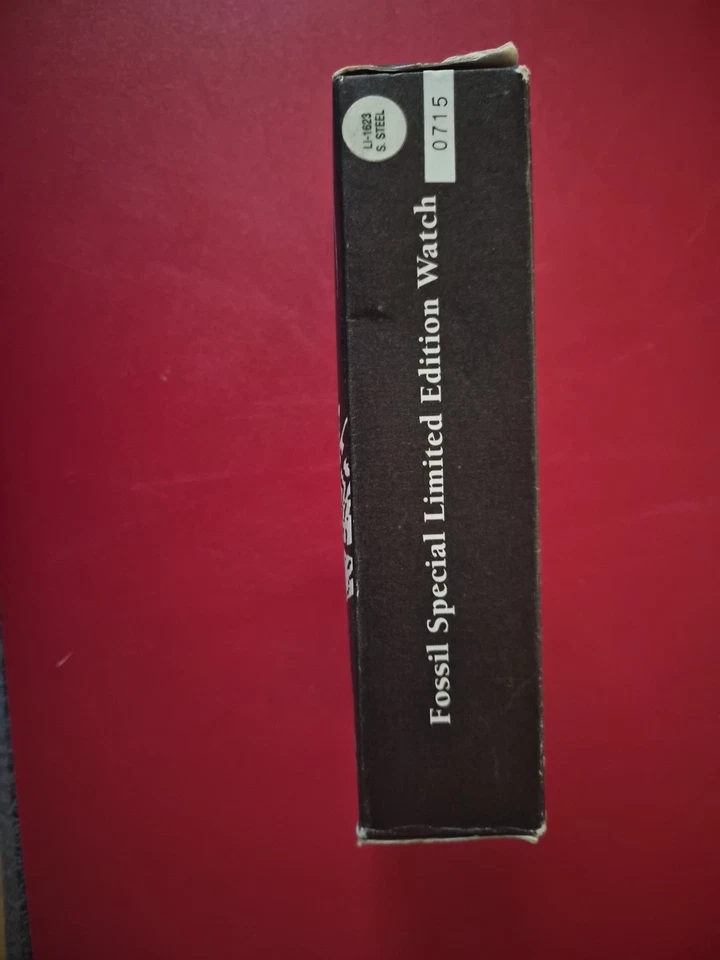 LI-1623
S. STEEL
0715
Fossil Special Limited Edition Watch